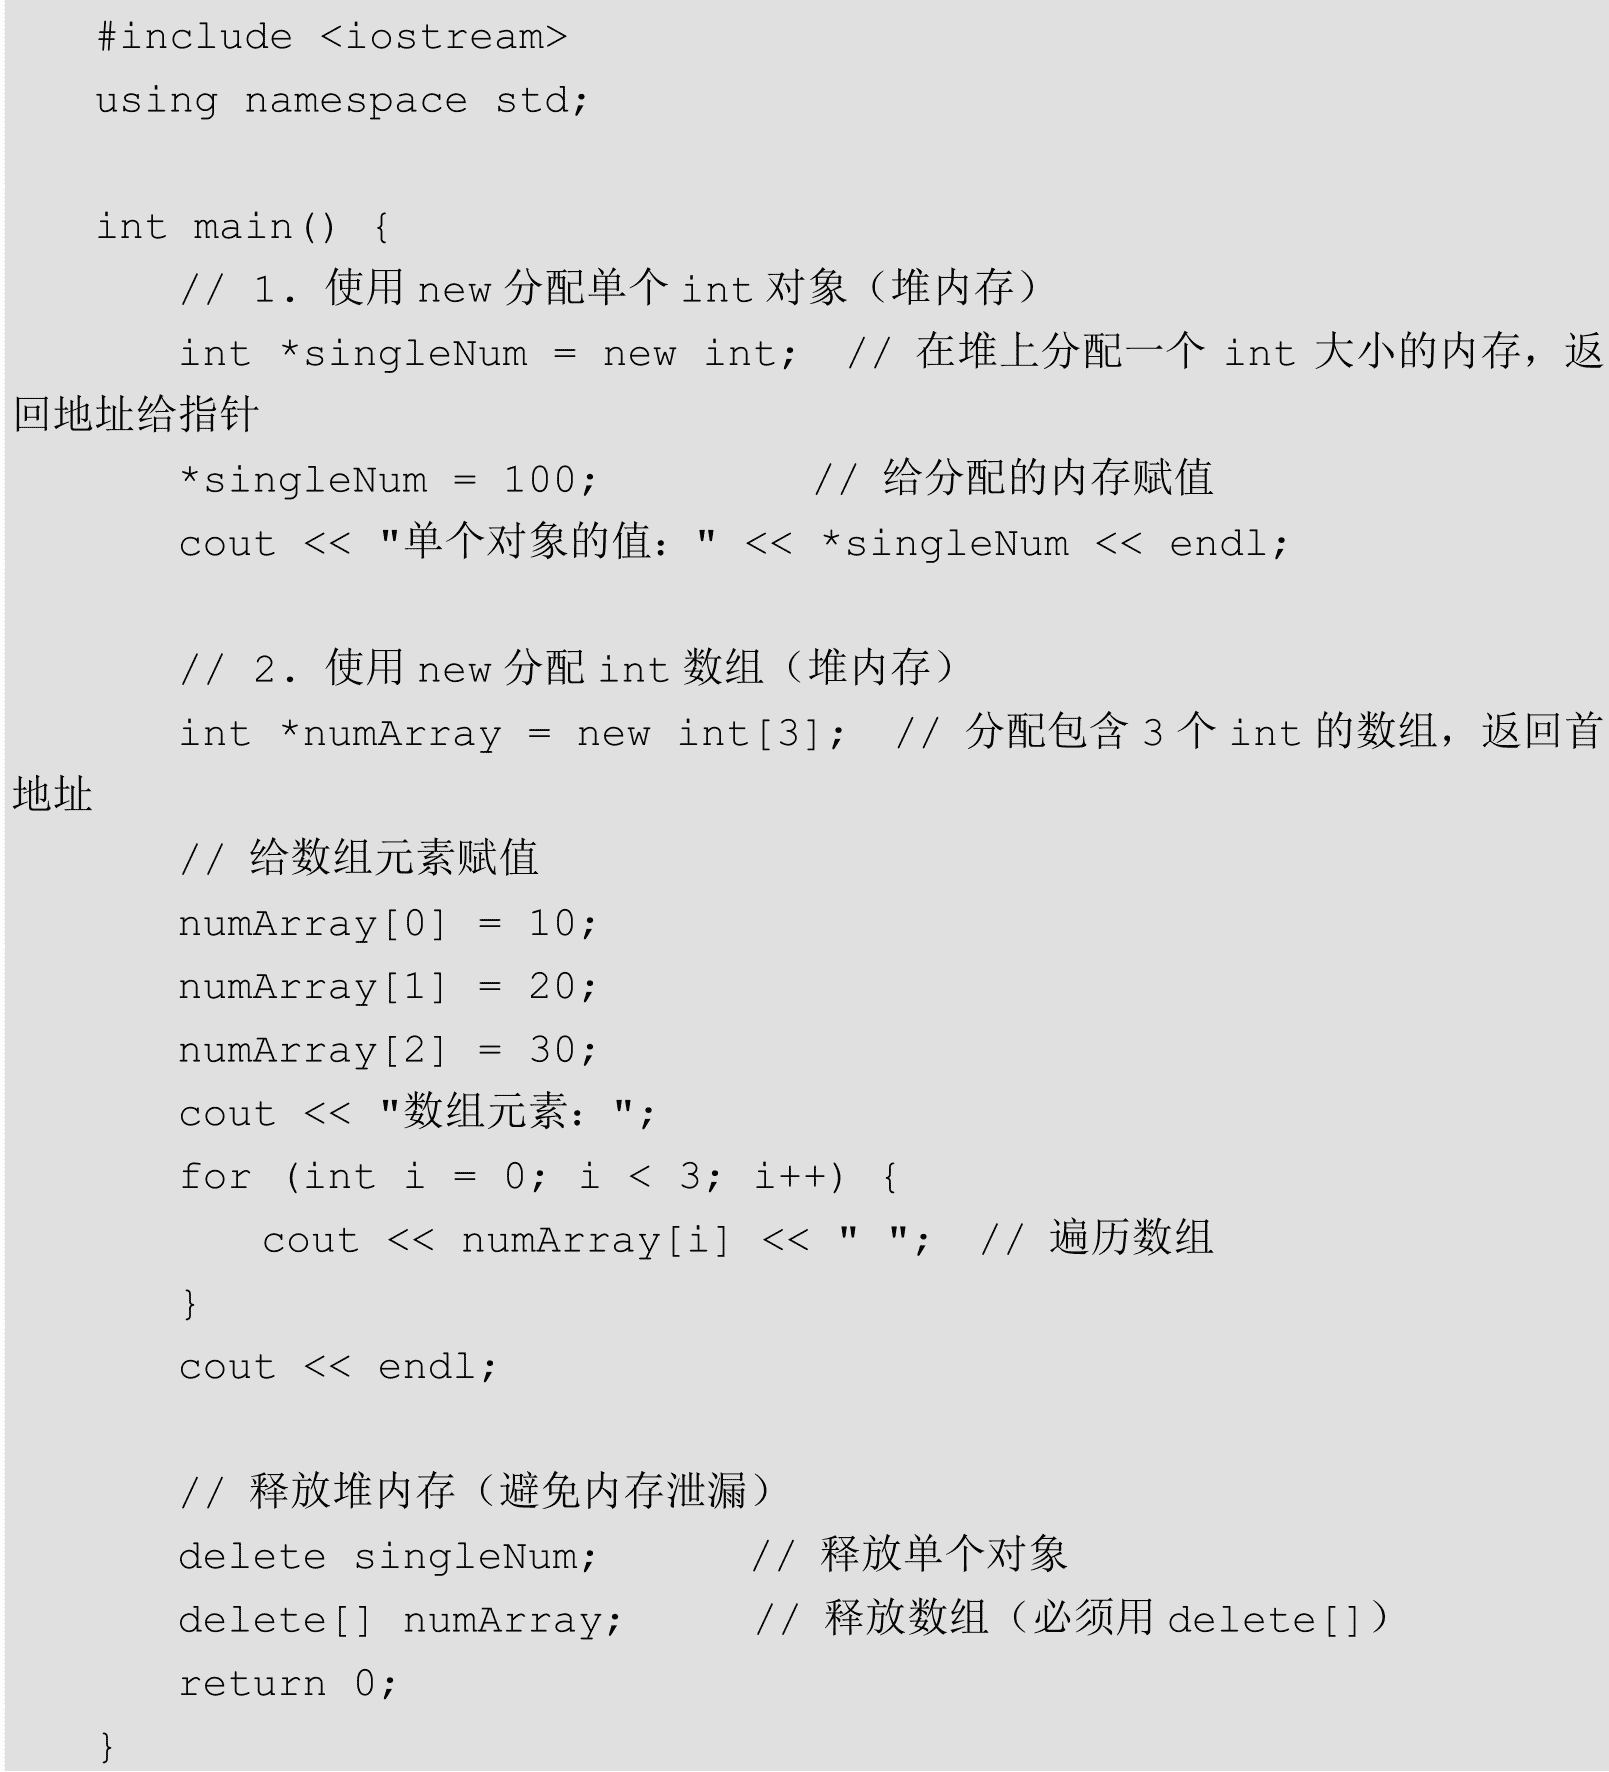 #include <iostream>
using namespace std;
int main() {
// 1. 使用 new 分配单个 int 对象（堆内存）
int *singleNum = new int; // 在堆上分配一个 int 大小的内存，返
回地址给指针
*singleNum = 100; // 给分配的内存赋值
cout << "单个对象的值：" << *singleNum << endl;
// 2. 使用 new 分配 int 数组（堆内存）
int *numArray = new int[3]; // 分配包含 3 个 int 的数组，返回首
地址
// 给数组元素赋值
numArray[0] = 10;
numArray[1] = 20;
numArray[2] = 30;
cout << "数组元素：";
for (int i = 0; i < 3; i++) {
cout << numArray[i] << " "; // 遍历数组
}
cout << endl;
// 释放堆内存（避免内存泄漏）
delete singleNum; // 释放单个对象
delete[] numArray; // 释放数组（必须用 delete[]）
return 0;
}